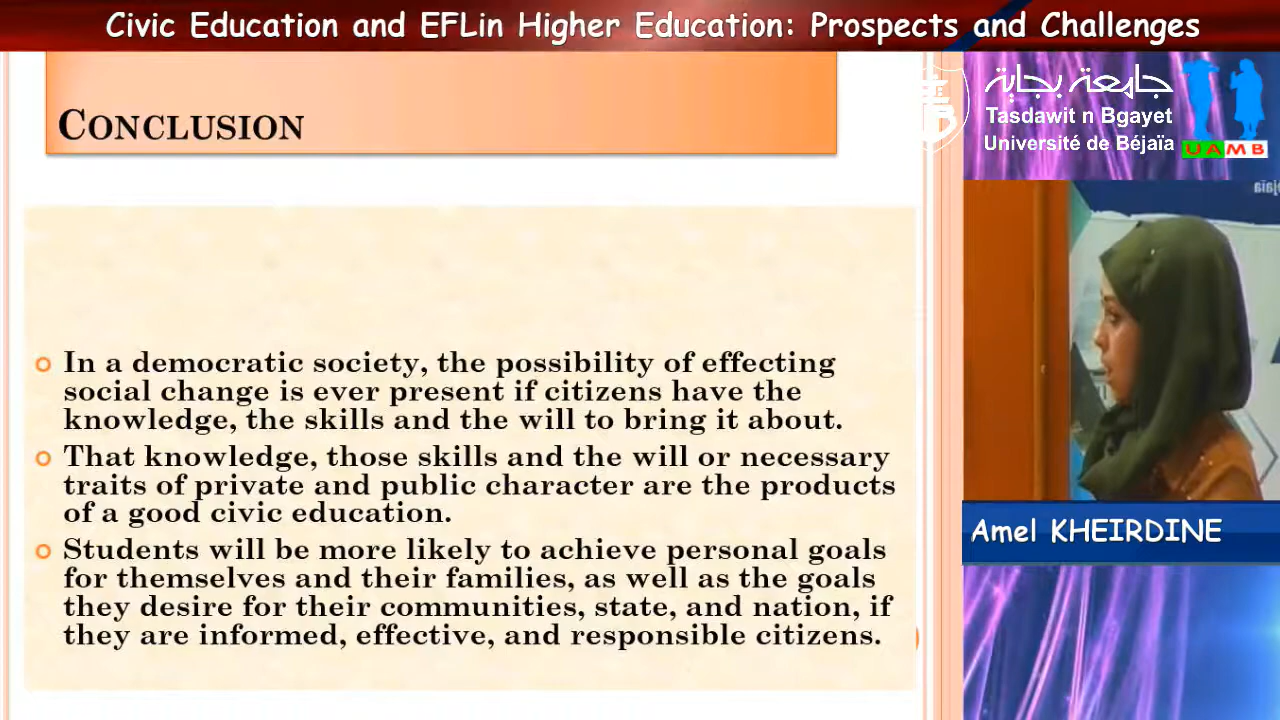 Civic Education and EFLin Higher Education: Prospects and Challenges
CONCLUSION
جامعة بجاية
Tasdawit n Bgayet
Université de Béjaïa
UAMB
In a democratic society, the possibility of effecting
social change is ever present if citizens have the
knowledge, the skills and the will to bring it about.
That knowledge, those skills and the will or necessary
traits of private and public character are the products
of a good civic education.
Students will be more likely to achieve personal goals
for themselves and their families, as well as the goals
they desire for their communities, state, and nation, if
they are informed, effective, and responsible citizens.
Amel KHEIRDINE